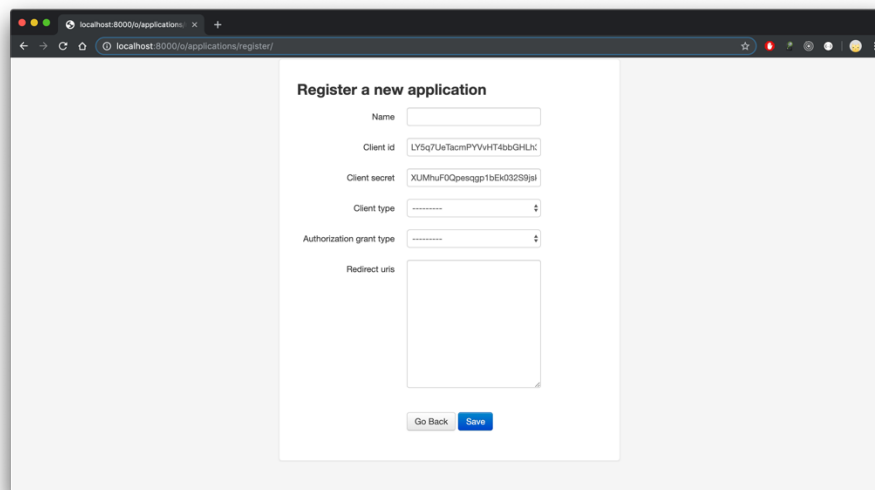 localhost:8000/o/applications/
localhost:8000/o/applications/register/
Register a new application
Name
Client id LY5q7UeTacmPYVvHT4bbGHLh
Client secret XUMhuF0Qpesqgp1bEk032S9js
Client type ---------
Authorization grant type ---------
Redirect uris
Go Back Save